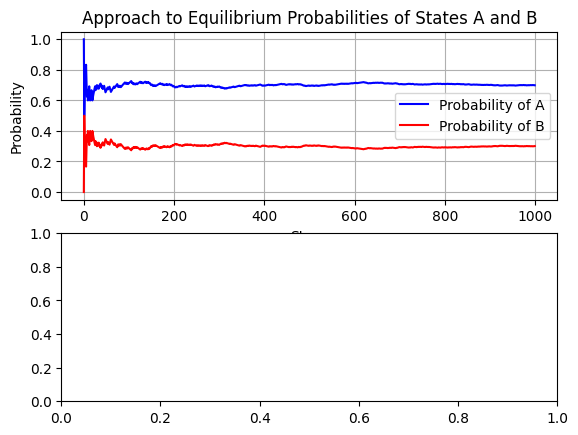 Approach to Equilibrium Probabilities of States A and B
1.0
0.8
0.6
0.4
0.2
0.0
Probability
Probability of A
Probability of B
0 200 400 600 800 1000
1.0
0.8
0.6
0.4
0.2
0.0
0.0 0.2 0.4 0.6 0.8 1.0